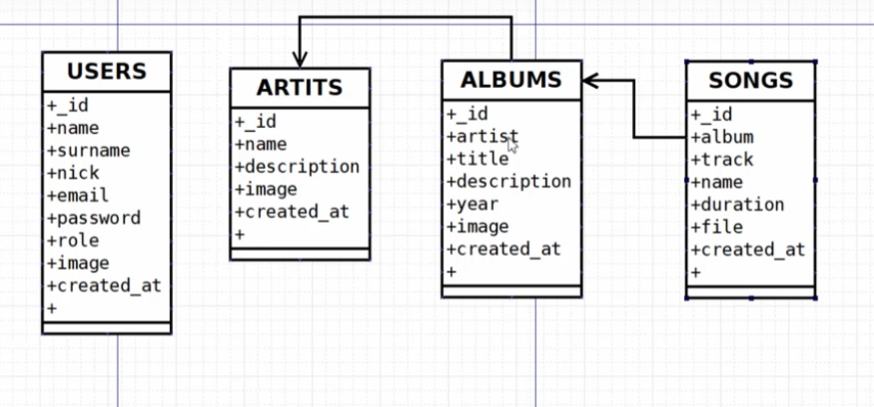 USERS
+_id
+name
+surname
+nick
+email
+password
+role
+image
+created_at
+
ARTITS
+_id
+name
+description
+image
+created_at
+
ALBUMS
+_id
+artist
+title
+description
+year
+image
+created_at
+
SONGS
+_id
+album
+track
+name
+duration
+file
+created_at
+